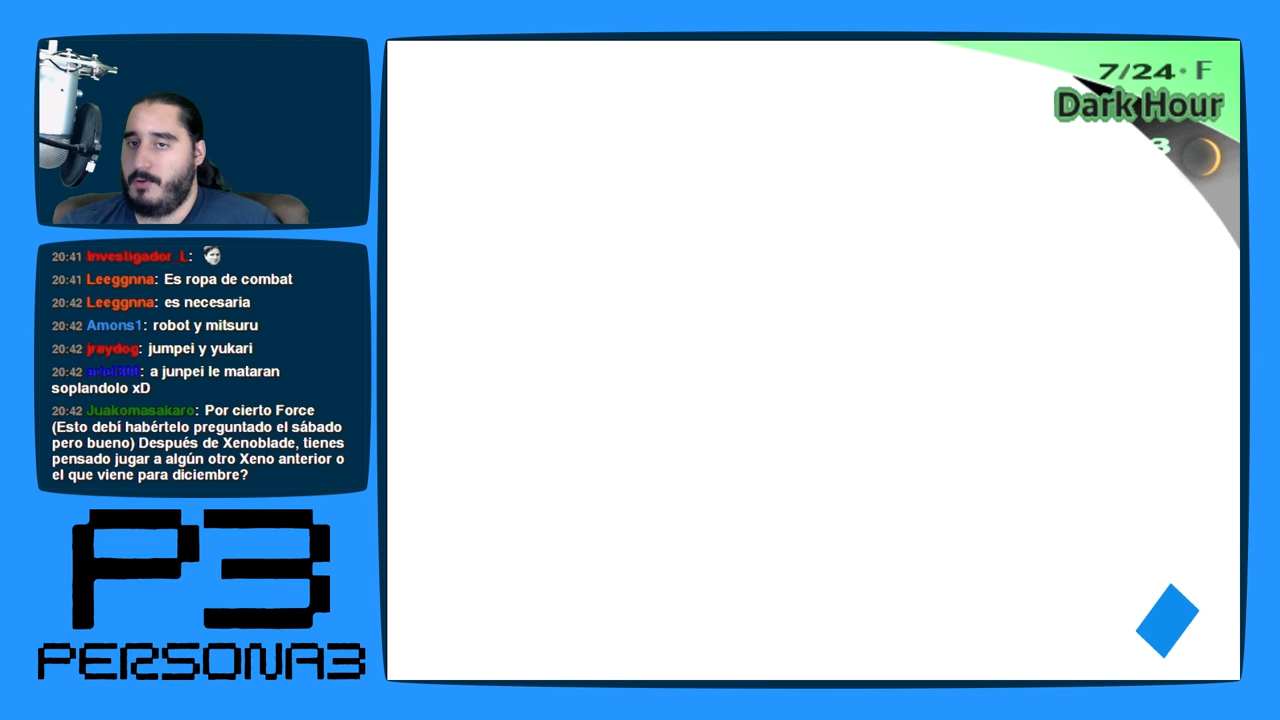 7/24 · F
Dark Hour
3
20:41 Investigador_L:
20:41 Leeggnna: Es ropa de combat
20:42 Leeggnna: es necesaria
20:42 Amons1: robot y mitsuru
20:42 jraydog: jumpei y yukari
20:42 : a junpei le mataran
soplandolo xD
20:42 Juakomasakaro: Por cierto Force
(Esto debí habértelo preguntado el sábado
pero bueno) Después de Xenoblade, tienes
pensado jugar a algún otro Xeno anterior o
el que viene para diciembre?
P3
PERSONA3